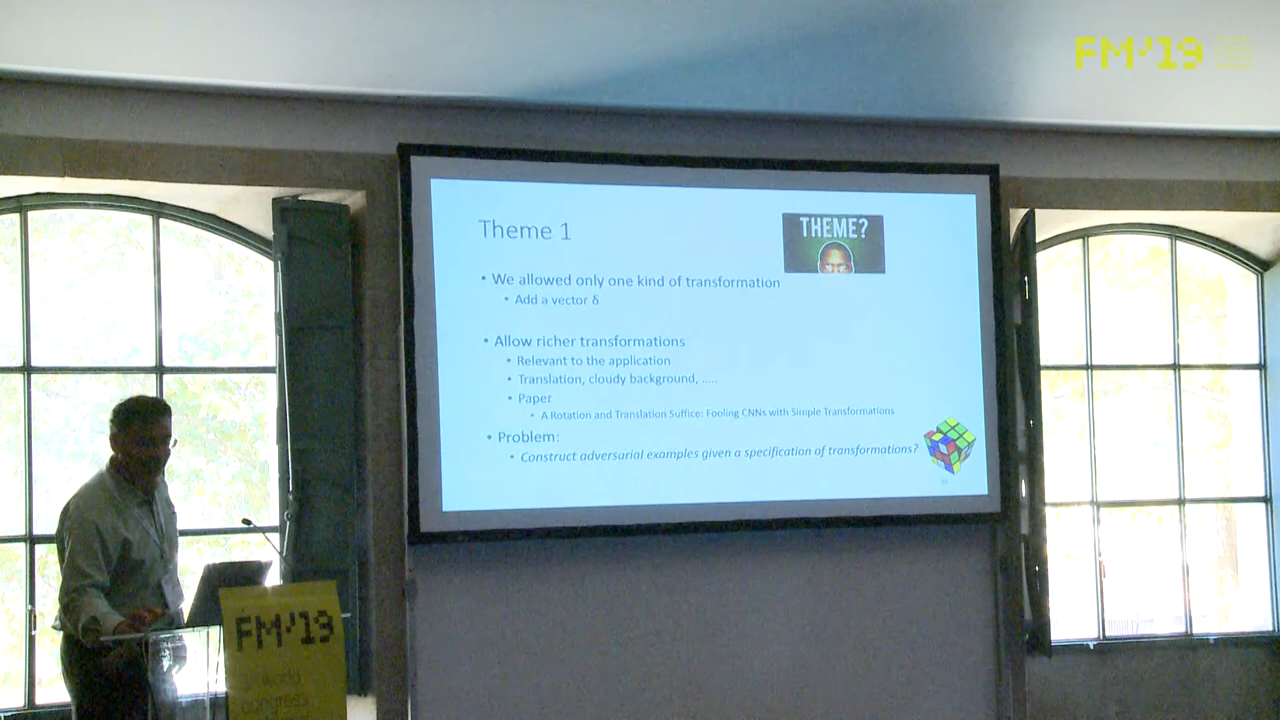 FM'19
Theme 1
THEME?
• We allowed only one kind of transformation
• Add a vector δ
• Allow richer transformations
• Relevant to the application
• Translation, cloudy background, .....
• Paper
• A Rotation and Translation Suffice: Fooling CNNs with Simple Transformations
• Problem:
• Construct adversarial examples given a specification of transformations?
FM'19
world
congress